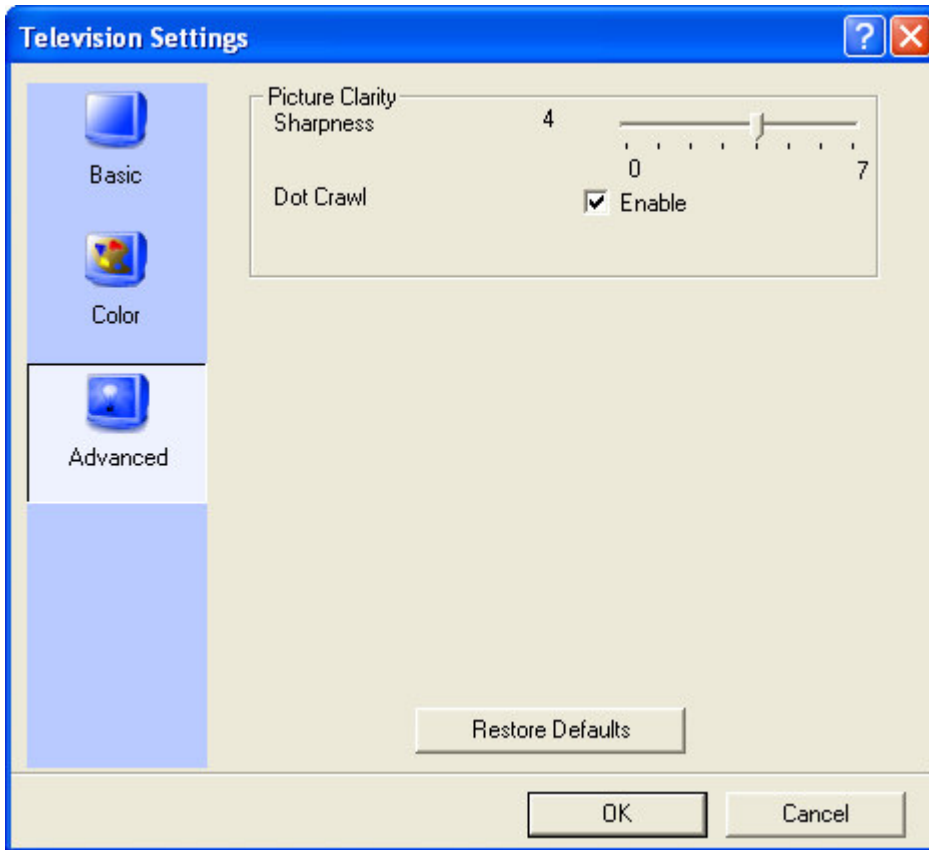 Television Settings
?
Basic
Color
Advanced
Picture Clarity
Sharpness 4
0 7
Dot Crawl Enable
Restore Defaults
OK Cancel